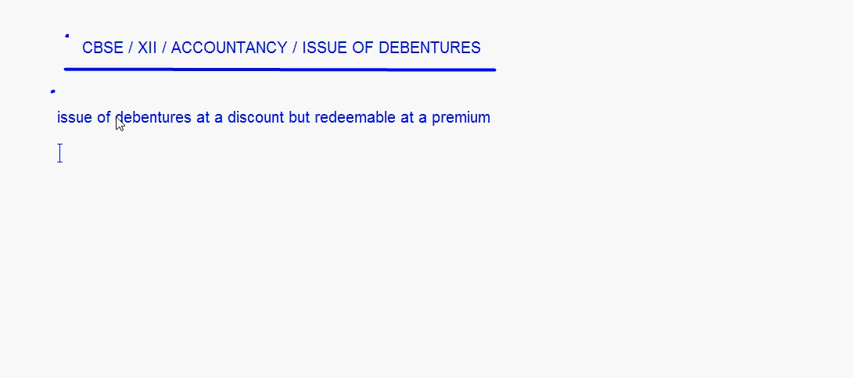 CBSE / XII / ACCOUNTANCY / ISSUE OF DEBENTURES
issue of debentures at a discount but redeemable at a premium